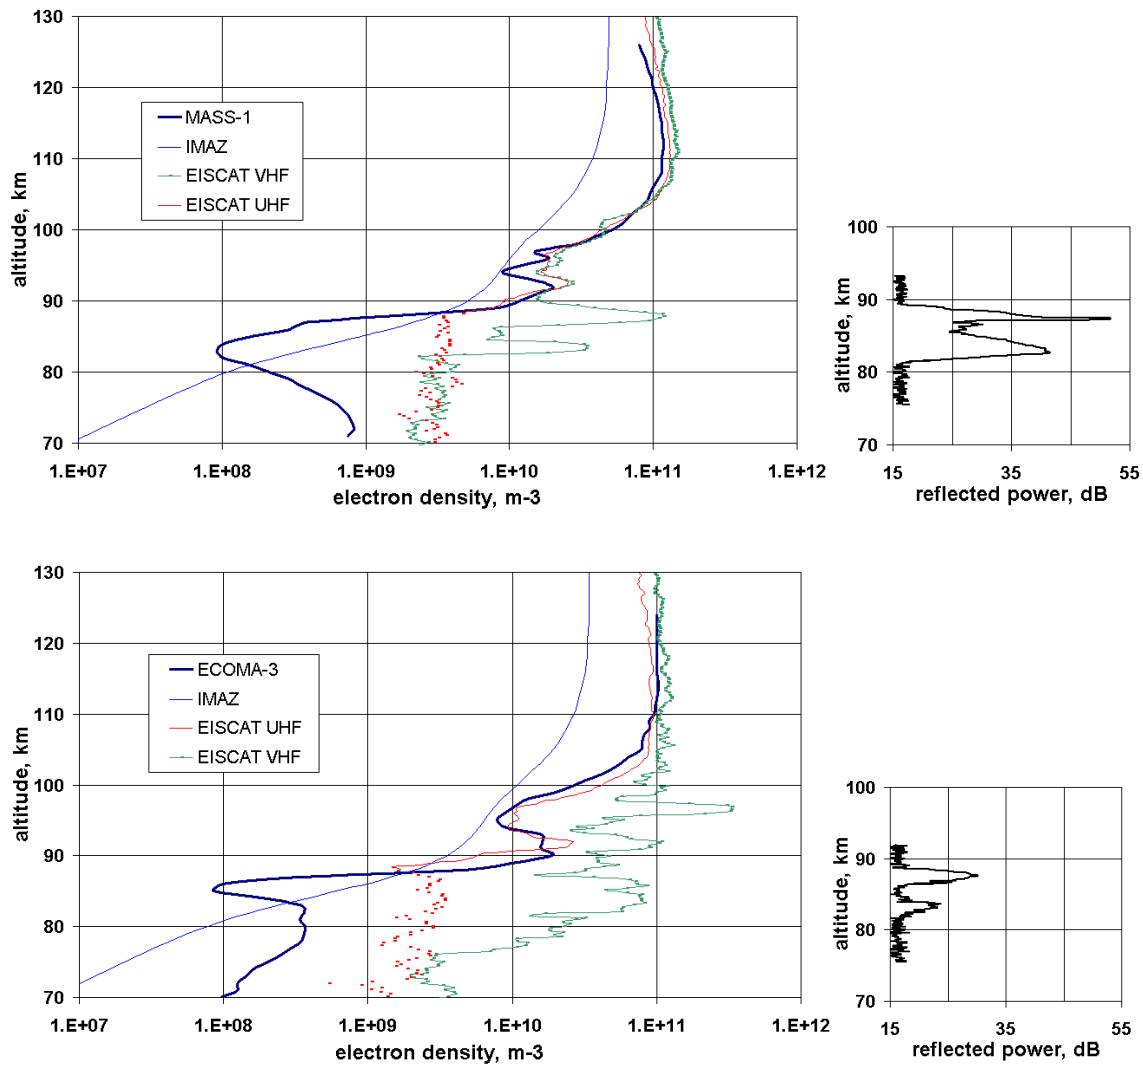 130
120
110
100
90
80
70
altitude, km
MASS-1
IMAZ
EISCAT VHF
EISCAT UHF
1.E+07 1.E+08 1.E+09 1.E+10 1.E+11 1.E+12
electron density, m-3
100
90
80
70
altitude, km
15 35 55
reflected power, dB
130
120
110
100
90
80
70
altitude, km
ECOMA-3
IMAZ
EISCAT UHF
EISCAT VHF
1.E+07 1.E+08 1.E+09 1.E+10 1.E+11 1.E+12
electron density, m-3
100
90
80
70
altitude, km
15 35 55
reflected power, dB